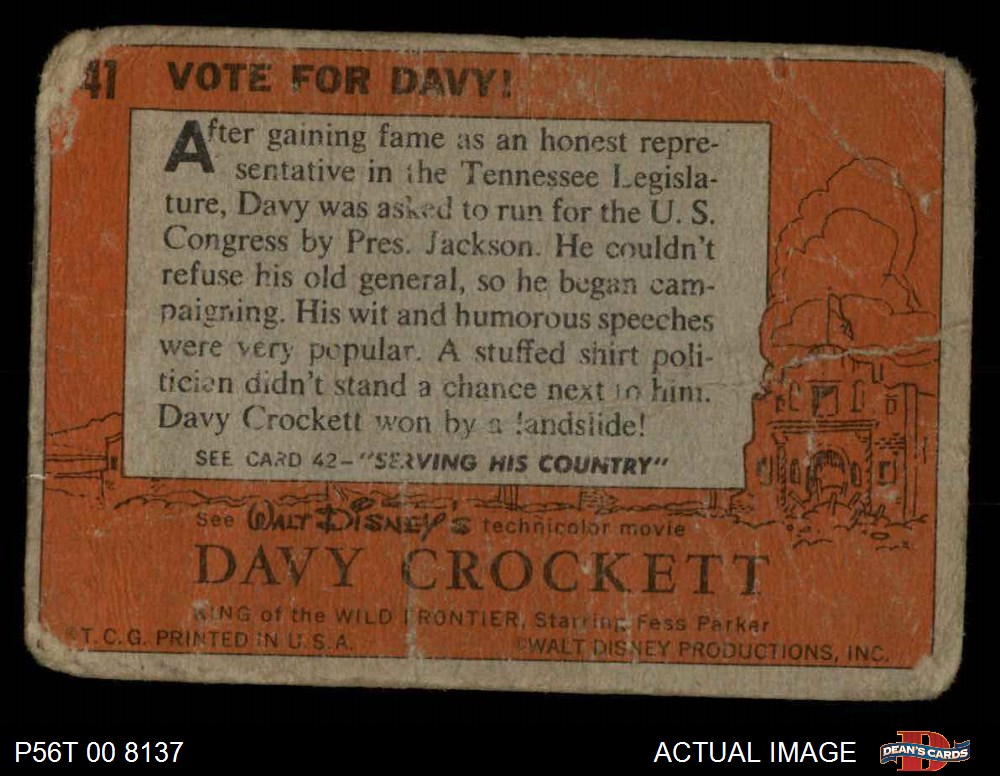 41 VOTE FOR DAVY!
After gaining fame as an honest repre-
sentative in the Tennessee Legisla-
ture, Davy was asked to run for the U. S.
Congress by Pres. Jackson. He couldn't
refuse his old general, so he began cam-
paigning. His wit and humorous speeches
were very popular. A stuffed shirt poli-
tician didn't stand a chance next to him.
Davy Crockett won by a landslide!
SEE CARD 42-"SERVING HIS COUNTRY"
See WALT DISNEY'S technicolor movie
DAVY CROCKETT
KING of the WILD FRONTIER, Starring Fess Parker
©T.C.G. PRINTED IN U.S.A. ©WALT DISNEY PRODUCTIONS, INC.
P56T 00 8137 ACTUAL IMAGE DEAN'S CARDS